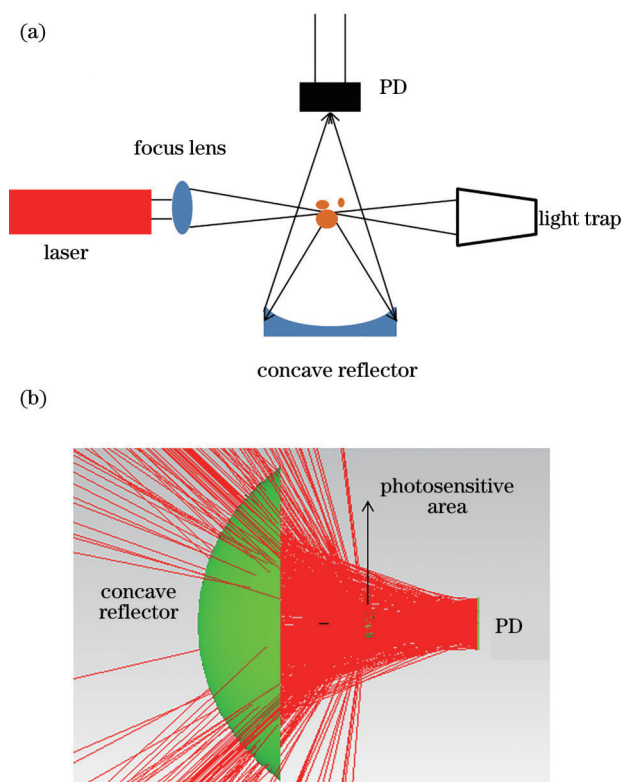 (a)
PD
focus lens
laser
light trap
concave reflector
(b)
photosensitive
area
concave
reflector
PD